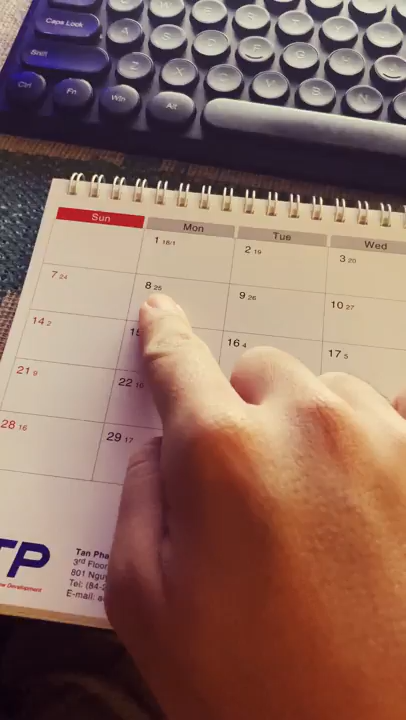 Caps Lock
A S D F G H J
Shift
Z X C V B N M
Ctrl Fn Win Alt
Sun Mon Tue Wed
1 18/1 2 19 3 20
7 24 8 25 9 26 10 27
14 2 15 16 4 17 5
21 9 22
28 16 29 17
TP
Tan Pha
3rd Floor
801 Nguy
Tel: (84-2
E-mail:
Development